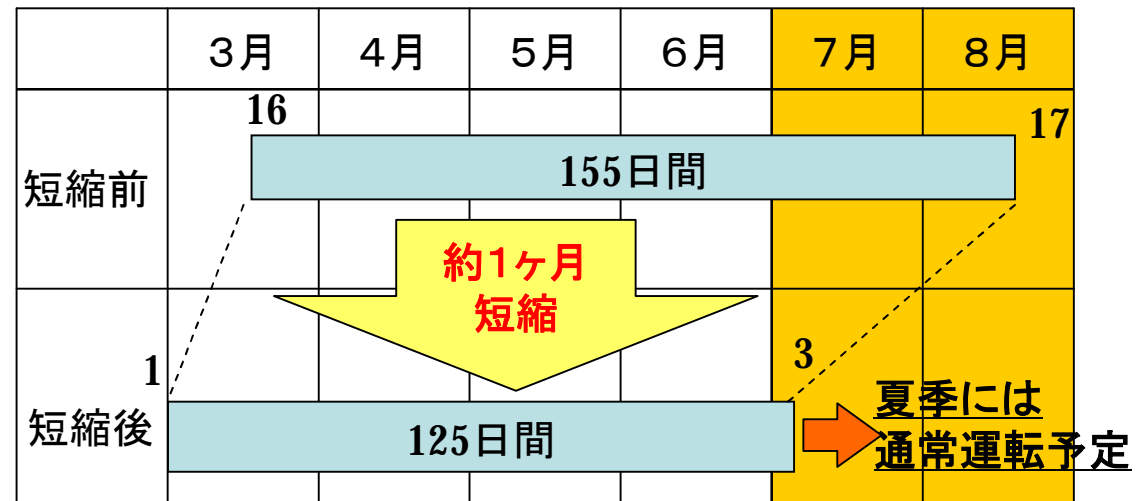 3月 4月 5月 6月 7月 8月
16
17
短縮前
155日間
約1ヶ月
短縮
1
3
短縮後
125日間
夏季には
通常運転予定